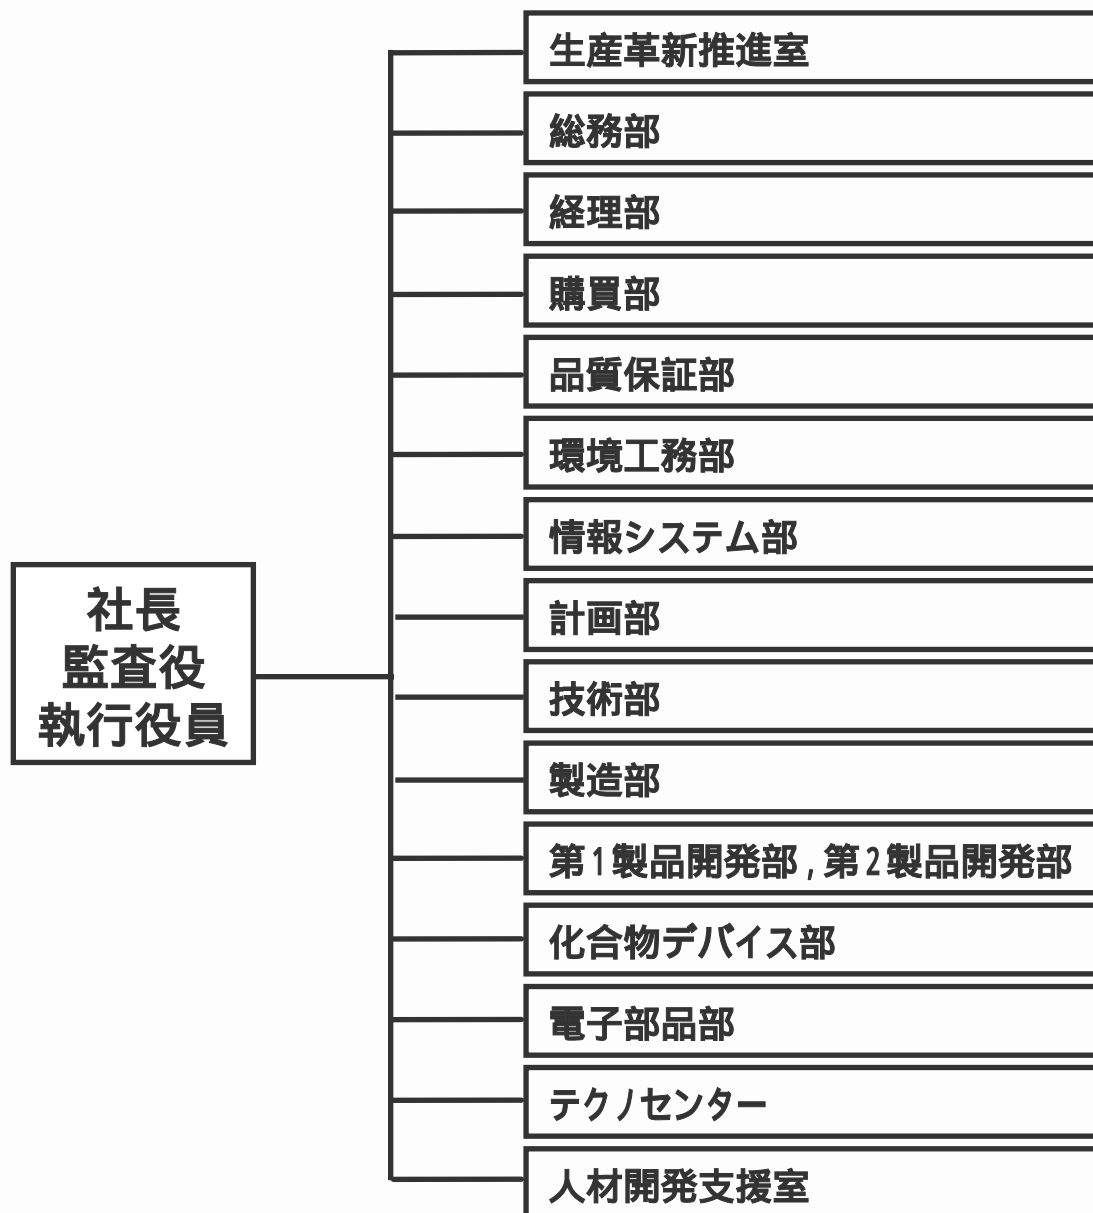 社長
監査役
執行役員
生産革新推進室
総務部
経理部
購買部
品質保証部
環境工務部
情報システム部
計画部
技術部
製造部
第1製品開発部,第2製品開発部
化合物デバイス部
電子部品部
テクノセンター
人材開発支援室